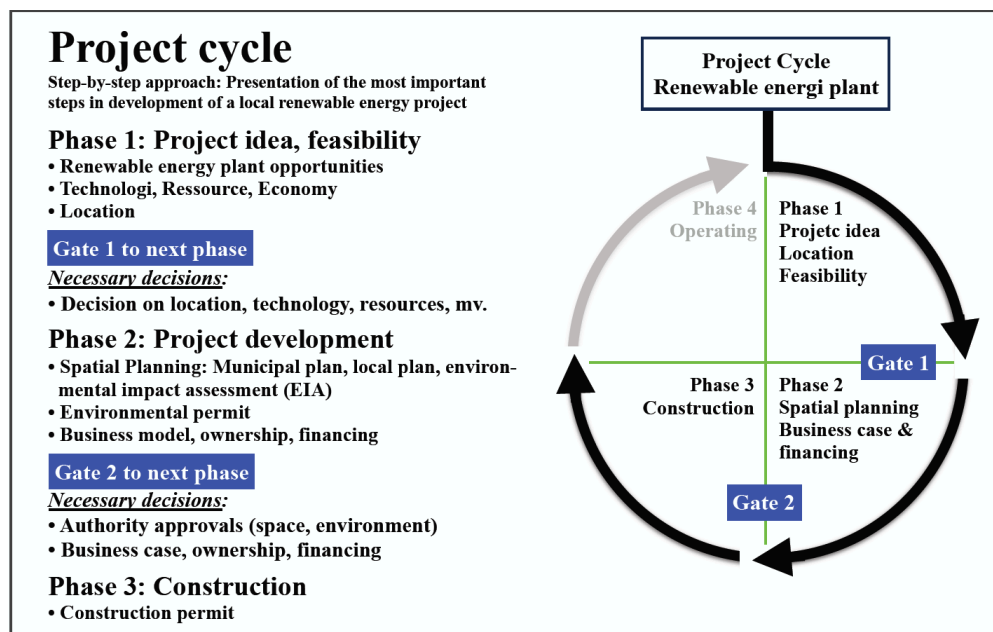 Project cycle
Step-by-step approach: Presentation of the most important
steps in development of a local renewable energy project
Phase 1: Project idea, feasibility
• Renewable energy plant opportunities
• Technologi, Ressource, Economy
• Location
Gate 1 to next phase
Necessary decisions:
• Decision on location, technology, resources, mv.
Phase 2: Project development
• Spatial Planning: Municipal plan, local plan, environ-
mental impact assessment (EIA)
• Environmental permit
• Business model, ownership, financing
Gate 2 to next phase
Necessary decisions:
• Authority approvals (space, environment)
• Business case, ownership, financing
Phase 3: Construction
• Construction permit
Project Cycle
Renewable energi plant
Phase 4
Operating
Phase 1
Projetc idea
Location
Feasibility
Gate 1
Phase 3
Construction
Phase 2
Spatial planning
Business case &
financing
Gate 2